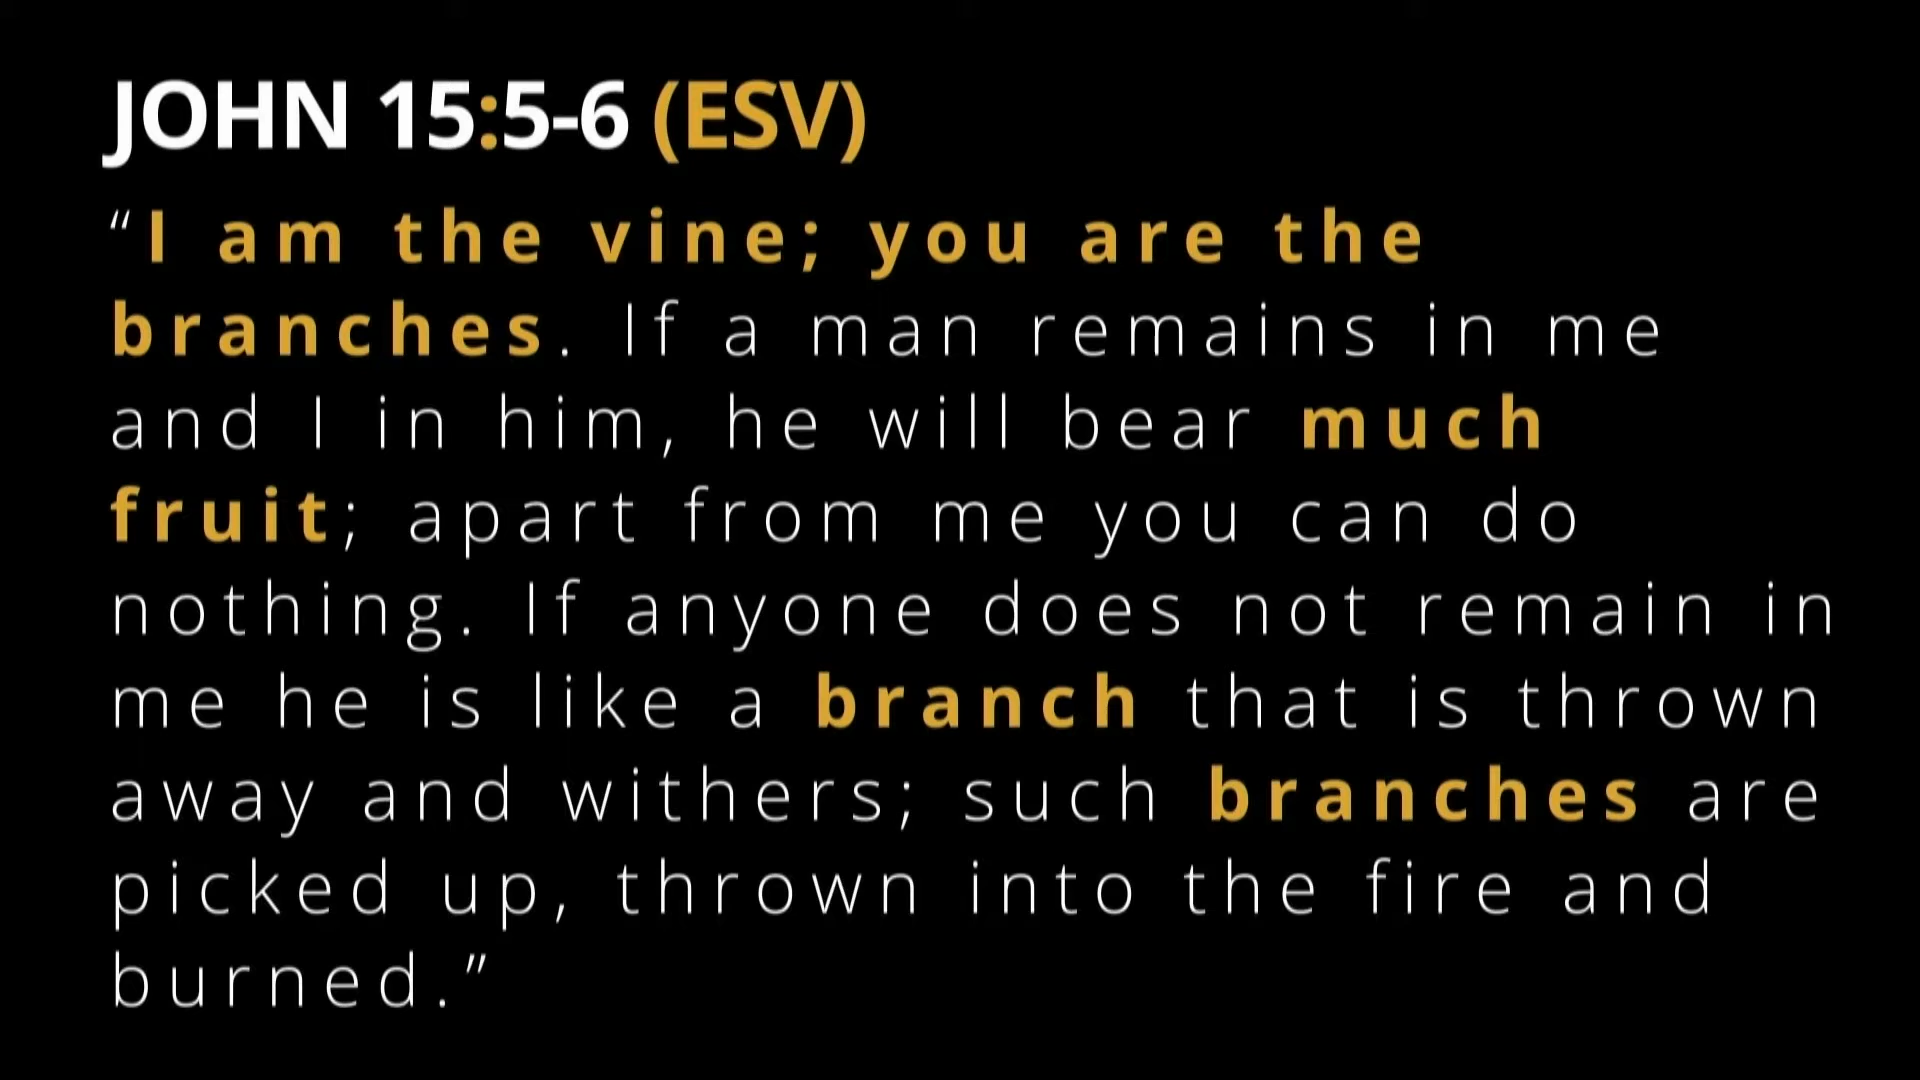 JOHN 15:5-6 (ESV)
“I am the vine; you are the
branches. If a man remains in me
and I in him, he will bear much
fruit; apart from me you can do
nothing. If anyone does not remain in
me he is like a branch that is thrown
away and withers; such branches are
picked up, thrown into the fire and
burned.”